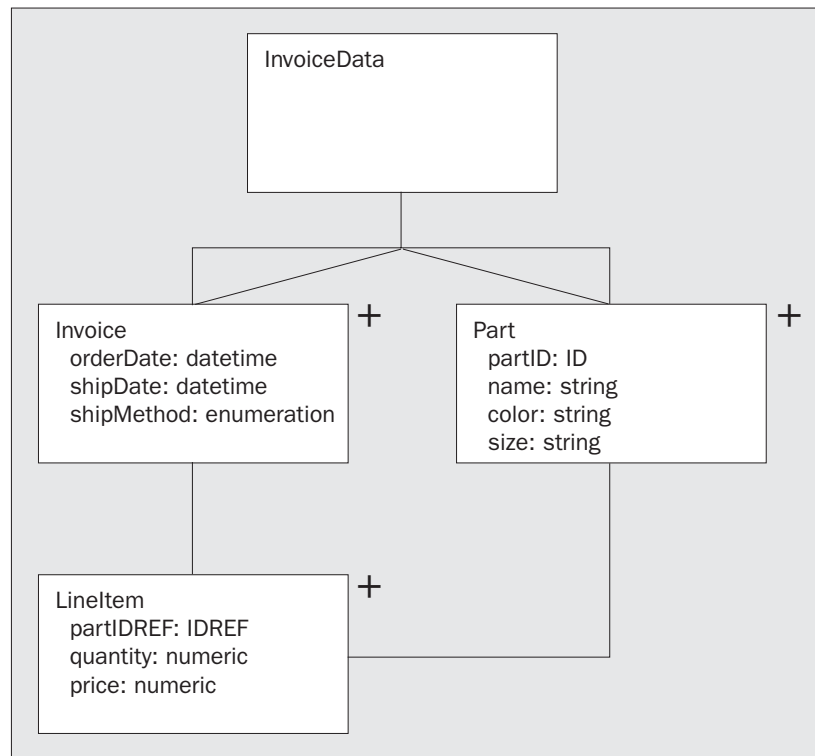 InvoiceData
+
Invoice
orderDate: datetime
shipDate: datetime
shipMethod: enumeration
+
Part
partID: ID
name: string
color: string
size: string
+
LineItem
partIDREF: IDREF
quantity: numeric
price: numeric